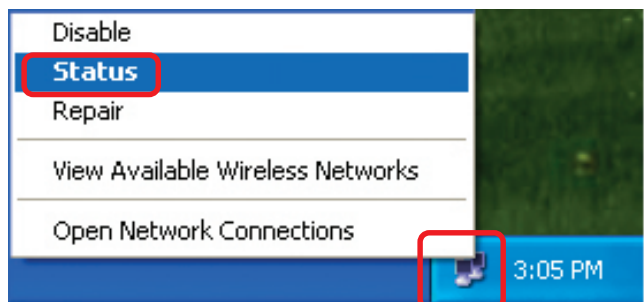 Disable
Status
Repair
View Available Wireless Networks
Open Network Connections
3:05 PM